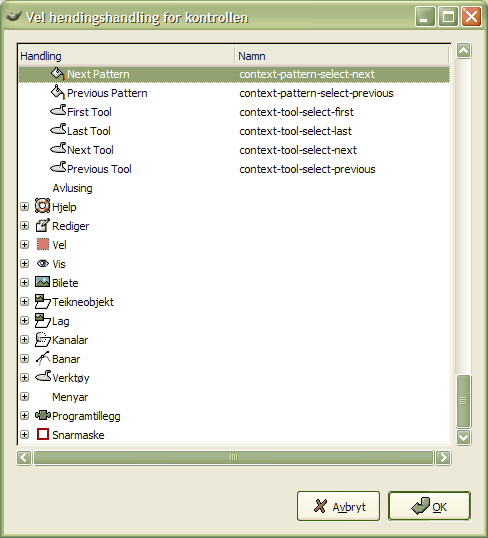 Vel hendingshandling for kontrollen
Handling Namn
Next Pattern context-pattern-select-next
Previous Pattern context-pattern-select-previous
First Tool context-tool-select-first
Last Tool context-tool-select-last
Next Tool context-tool-select-next
Previous Tool context-tool-select-previous
Avlusing
Hjelp
Rediger
Vel
Vis
Bilete
Teikneobjekt
Lag
Kanalar
Banar
Verktøy
Menyar
Programtillegg
Snarmaske
Avbryt OK